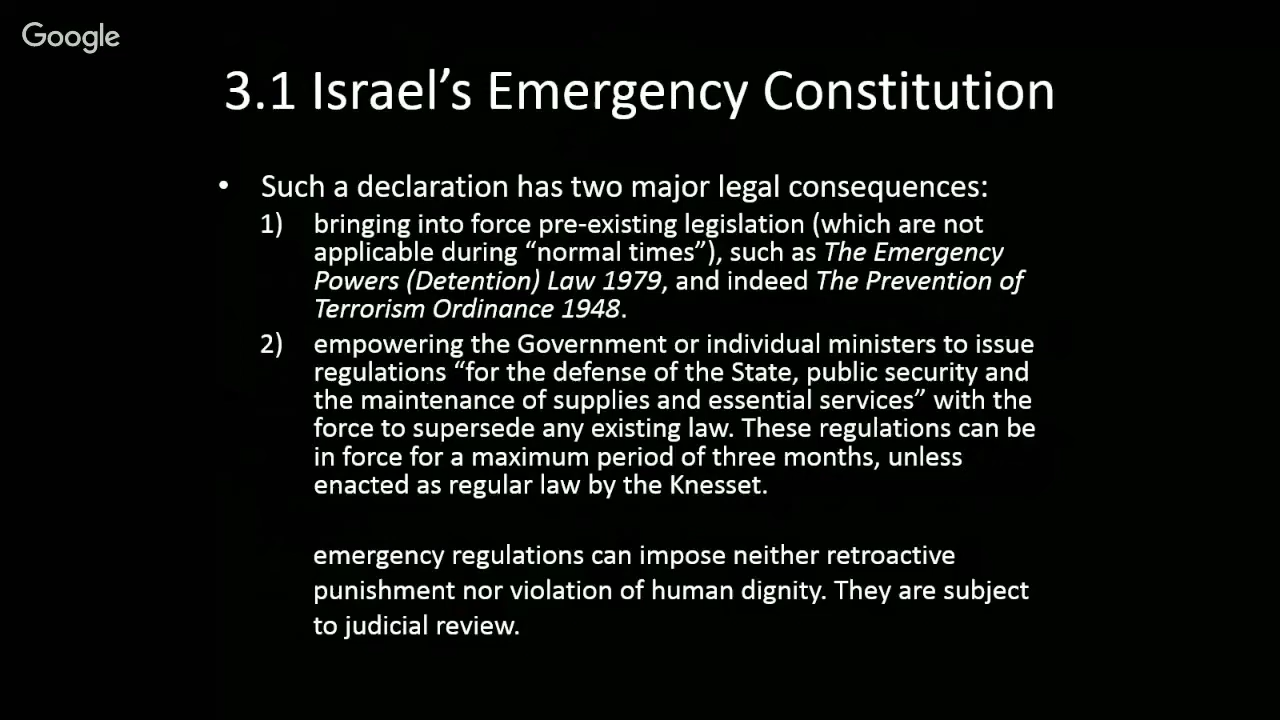 Google
3.1 Israel's Emergency Constitution
• Such a declaration has two major legal consequences:
1) bringing into force pre-existing legislation (which are not
applicable during “normal times”), such as The Emergency
Powers (Detention) Law 1979, and indeed The Prevention of
Terrorism Ordinance 1948.
2) empowering the Government or individual ministers to issue
regulations “for the defense of the State, public security and
the maintenance of supplies and essential services” with the
force to supersede any existing law. These regulations can be
in force for a maximum period of three months, unless
enacted as regular law by the Knesset.
emergency regulations can impose neither retroactive
punishment nor violation of human dignity. They are subject
to judicial review.